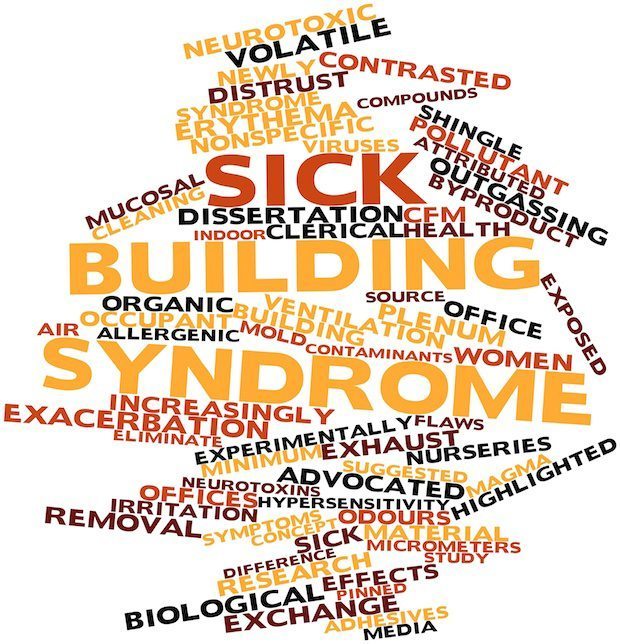 NEUROTOXIC
VOLATILE
NEWLY CONTRASTED
DISTRUST
SYNDROME COMPOUNDS
ERYTHEMA SHINGLE
NONSPECIFIC POLLUTANT
VIRUSES ATTRIBUTED
SICK OUTGASSING
MUCOSAL BYPRODUCT
CLEANING
DISSERTATION CFM
INDOOR CLERICAL HEALTH
BUILDING
ORGANIC SOURCE EXPOSED
OCCUPANT VENTILATION PLENUM OFFICE
AIR ALLERGENIC BUILDING
MOLD CONTAMINANTS WOMEN
SYNDROME
INCREASINGLY
EXACERBATION
ELIMINATE EXPERIMENTALLY FLAWS
MINIMUM EXHAUST NURSERIES
SUGGESTED MAGMA HIGHLIGHTED
NEUROTOXINS ADVOCATED
OFFICES HYPERSENSITIVITY
IRRITATION ODOURS
REMOVAL SYMPTOMS
CONCEPT SICK MATERIAL
DIFFERENCE MICROMETERS
RESEARCH STUDY
EFFECTS
BIOLOGICAL PINNED
EXCHANGE
ADHESIVES
MEDIA